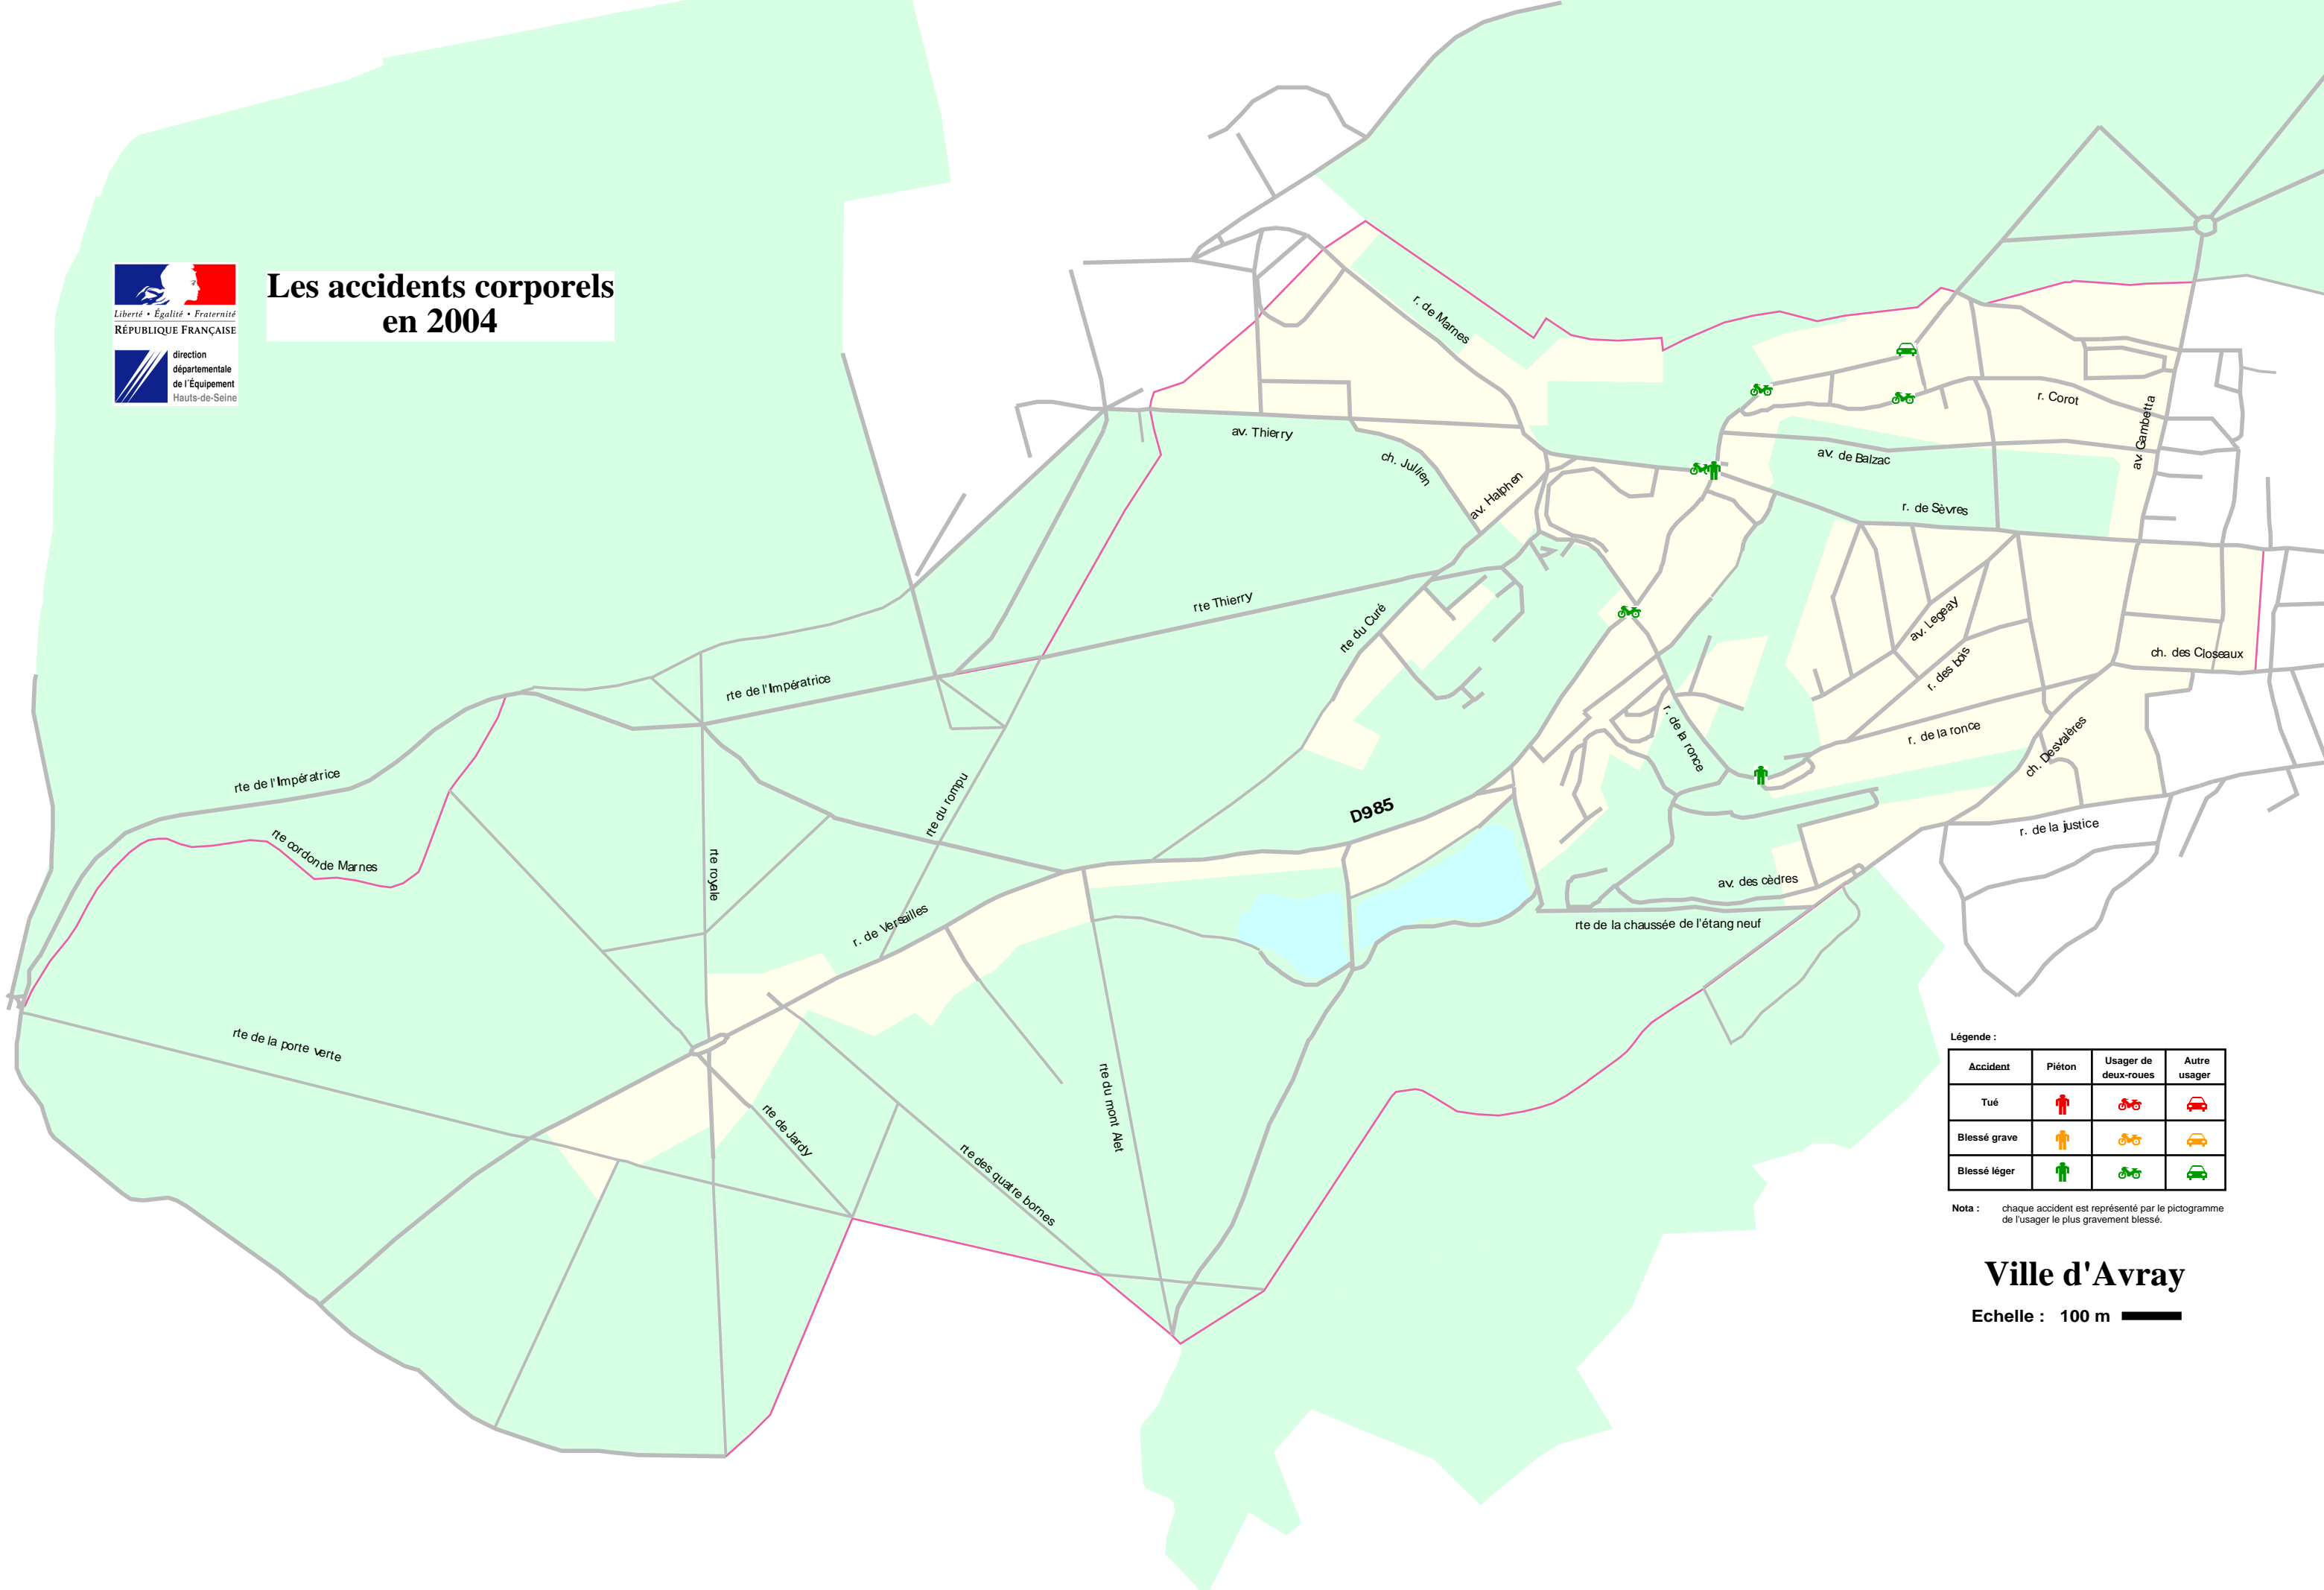 Liberté • Égalité • Fraternité
RÉPUBLIQUE FRANÇAISE
direction
départementale
de l'Équipement
Hauts-de-Seine
Les accidents corporels
en 2004
r. de Marnes
av. Thierry
ch. Jullien
av. Halphen
r. Corot
av. Gambetta
av. de Balzac
r. de Sèvres
rte Thierry
rte du Curé
av. Legeay
r. des bois
ch. des Closeaux
rte de l'Impératrice
rte de l'Impératrice
r. de la ronce
r. de la ronce
ch. Desvalères
rte du rompu
D985
r. de la justice
rte cordon de Marnes
rte royale
av. des cèdres
r. de Versailles
rte de la chaussée de l'étang neuf
rte de la porte verte
rte du mont Alet
rte de Jardy
rte des quatre bornes
Légende :
Accident Piéton Usager de deux-roues Autre usager
Tué
Blessé grave
Blessé léger
Nota : chaque accident est représenté par le pictogramme
de l'usager le plus gravement blessé.
Ville d'Avray
Echelle : 100 m